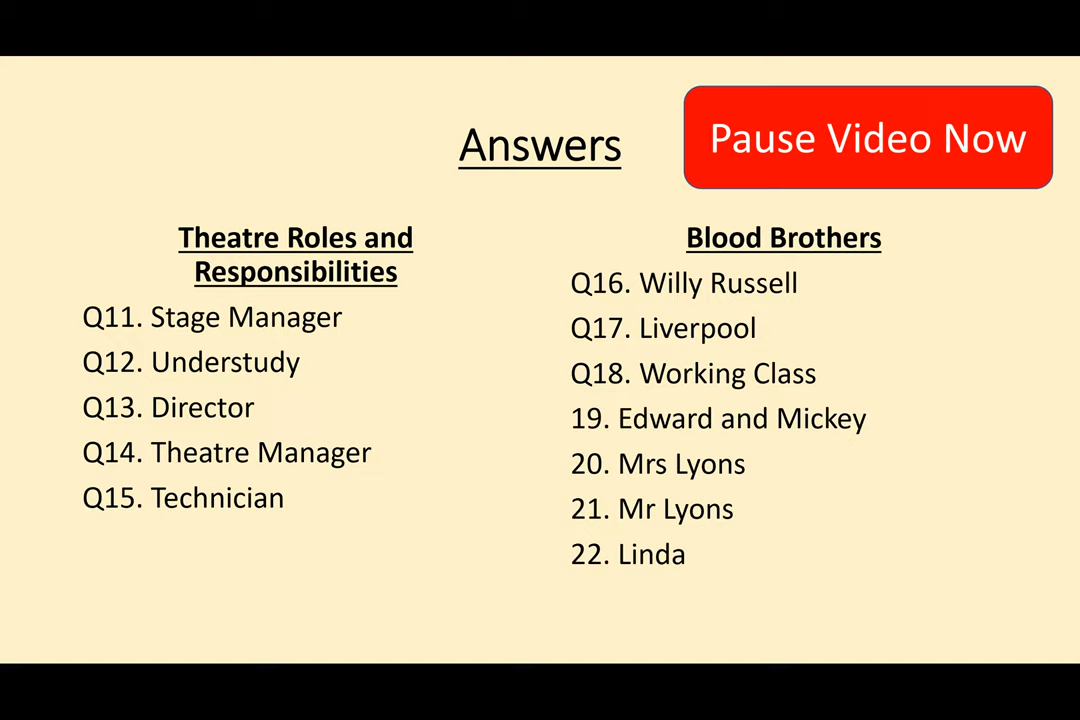 Answers
Pause Video Now
Theatre Roles and
Responsibilities
Q11. Stage Manager
Q12. Understudy
Q13. Director
Q14. Theatre Manager
Q15. Technician
Blood Brothers
Q16. Willy Russell
Q17. Liverpool
Q18. Working Class
19. Edward and Mickey
20. Mrs Lyons
21. Mr Lyons
22. Linda